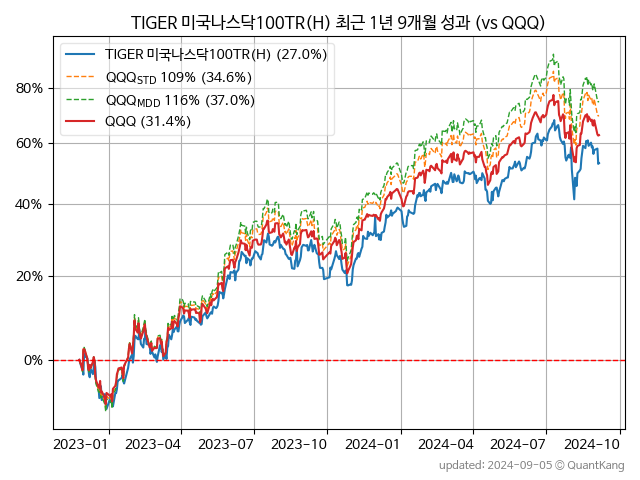 TIGER 미국나스닥100TR(H) 최근 1년 9개월 성과 (vs QQQ)
TIGER 미국나스닥100TR(H) (27.0%)
QQQSTD 109% (34.6%)
QQQMDD 116% (37.0%)
QQQ (31.4%)
80%
60%
40%
20%
0%
2023−01 2023−04 2023−07 2023−10 2024−01 2024−04 2024−07 2024−10
updated: 2024-09-05 © QuantKang